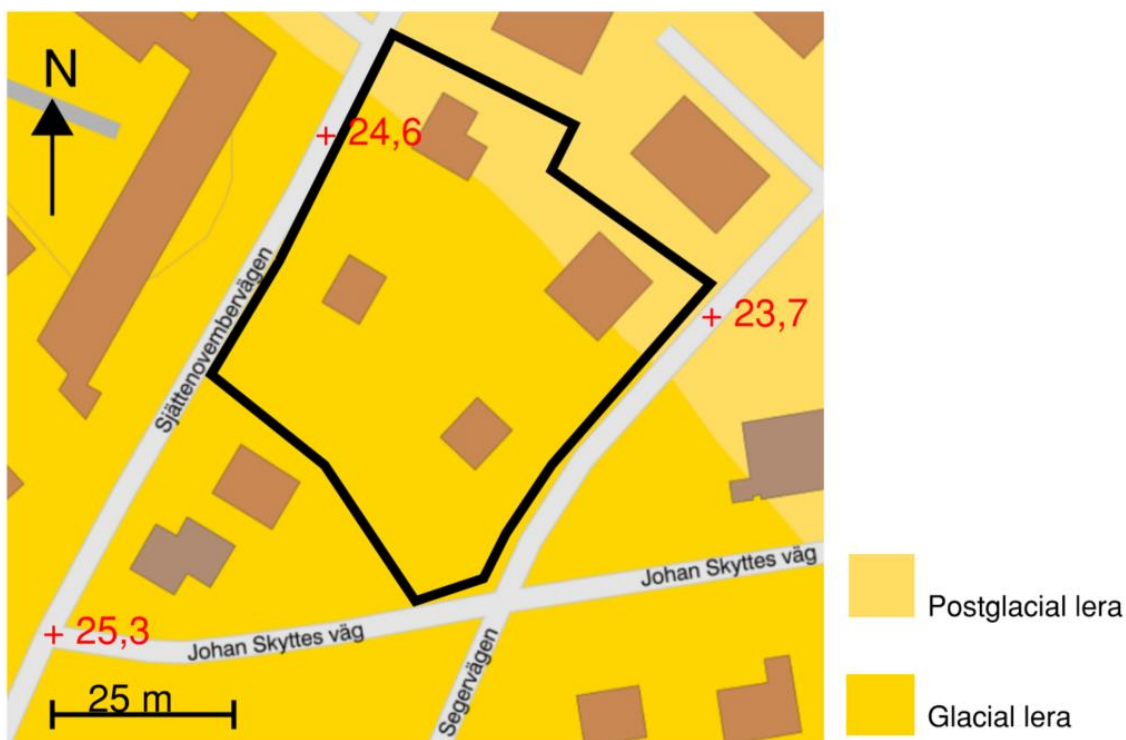 N
+ 24,6
Sjättenovembervägen
+ 23,7
Johan Skyttes väg
Postglacial lera
+ 25,3
Johan Skyttes väg
Segervägen
25 m
Glacial lera